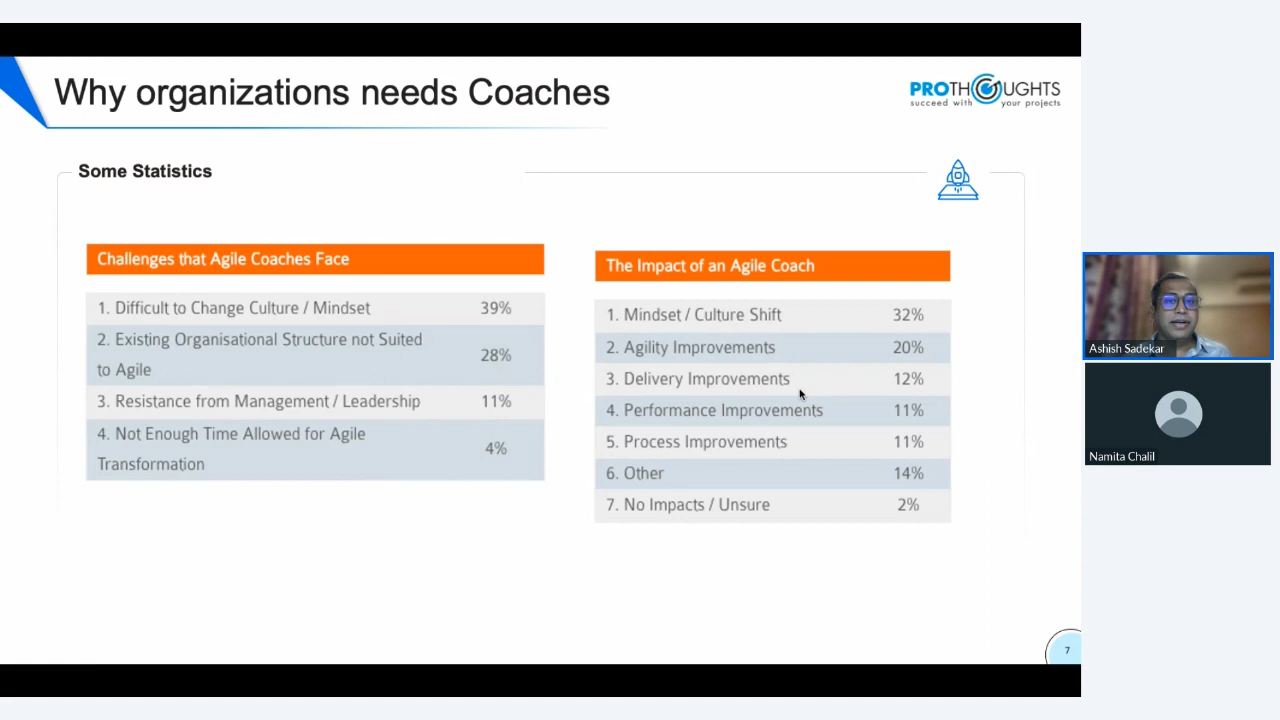 Why organizations needs Coaches
PROTHOUGHTS
succeed with your projects
Some Statistics
Challenges that Agile Coaches Face
1. Difficult to Change Culture / Mindset 39%
2. Existing Organisational Structure not Suited
to Agile 28%
3. Resistance from Management / Leadership 11%
4. Not Enough Time Allowed for Agile
Transformation 4%
The Impact of an Agile Coach
1. Mindset / Culture Shift 32%
2. Agility Improvements 20%
3. Delivery Improvements 12%
4. Performance Improvements 11%
5. Process Improvements 11%
6. Other 14%
7. No Impacts / Unsure 2%
7
Ashish Sadekar
Namita Chalil